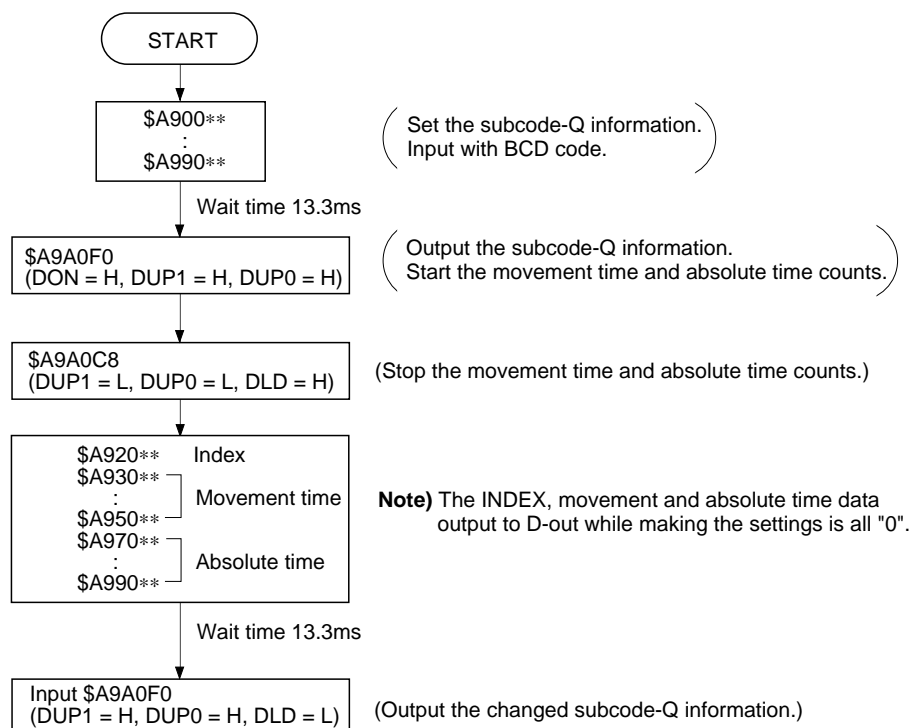 START
$A900**
:
$A990**
Set the subcode-Q information.
Input with BCD code.
Wait time 13.3ms
$A9A0F0
(DON = H, DUP1 = H, DUP0 = H)
Output the subcode-Q information.
Start the movement time and absolute time counts.
$A9A0C8
(DUP1 = L, DUP0 = L, DLD = H)
(Stop the movement time and absolute time counts.)
$A920** Index
$A930**
:
Movement time
$A950**
$A970**
:
Absolute time
$A990**
Note) The INDEX, movement and absolute time data
output to D-out while making the settings is all "0".
Wait time 13.3ms
Input $A9A0F0
(DUP1 = H, DUP0 = H, DLD = L)
(Output the changed subcode-Q information.)